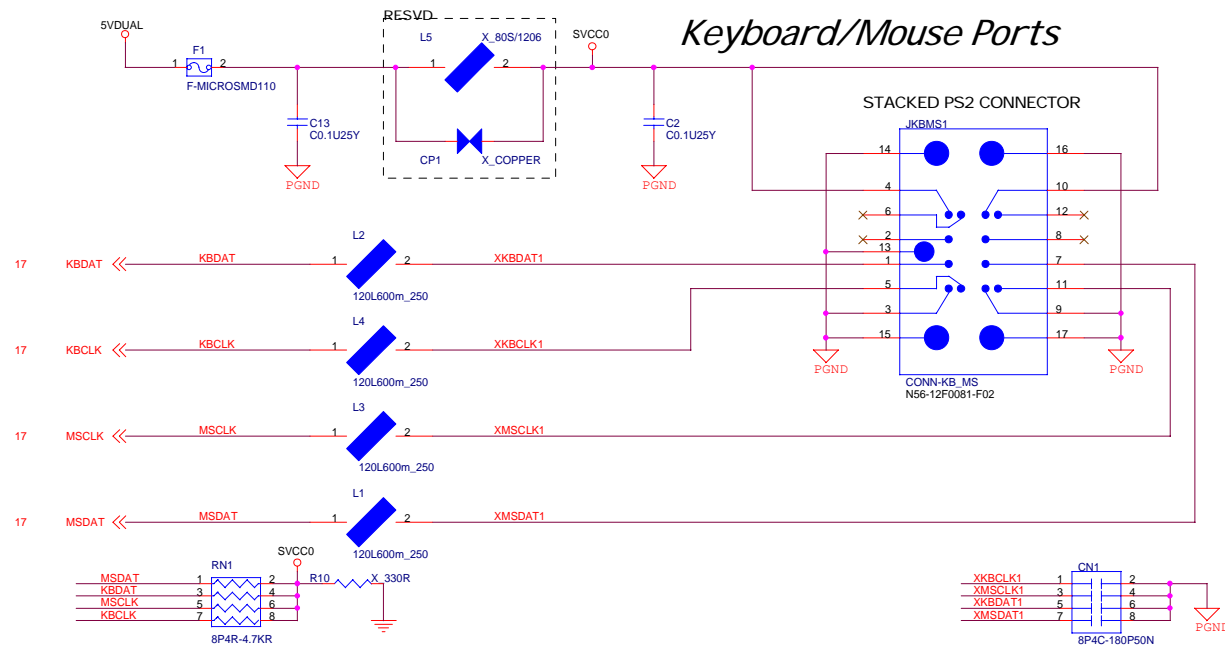 Keyboard/Mouse Ports
RESVD
5VDUAL
F1
1 2
F-MICROSMD110
C13
C0.1U25Y
PGND
L5 X_80S/1206
1 2
CP1 X_COPPER
SVCC0
C2
C0.1U25Y
PGND
STACKED PS2 CONNECTOR
JKBMS1
14 16
4 10
6 12
2 8
13
1 7
5 11
3 9
15 17
PGND PGND
CONN-KB_MS
N56-12F0081-F02
L2
17 KBDAT KBDAT 1 2 XKBDAT1
120L600m_250
L4
17 KBCLK KBCLK 1 2 XKBCLK1
120L600m_250
L3
17 MSCLK MSCLK 1 2 XMSCLK1
120L600m_250
L1
17 MSDAT MSDAT 1 2 XMSDAT1
120L600m_250
SVCC0
RN1
R10 X_330R
MSDAT 1 2
KBDAT 3 4
MSCLK 5 6
KBCLK 7 8
8P4R-4.7KR
CN1
XKBCLK1 1 2
XMSCLK1 3 4
XKBDAT1 5 6
XMSDAT1 7 8
8P4C-180P50N
PGND